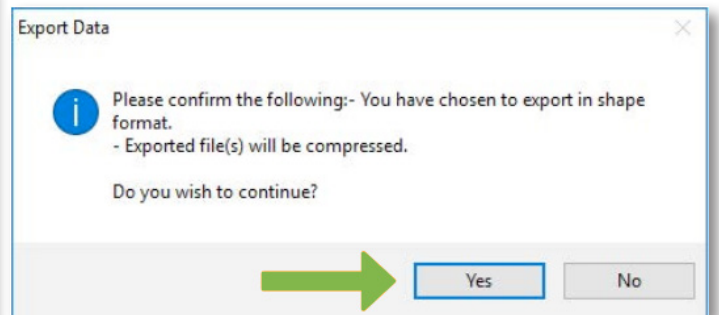 Export Data
Please confirm the following:- You have chosen to export in shape
format.
- Exported file(s) will be compressed.
Do you wish to continue?
Yes
No